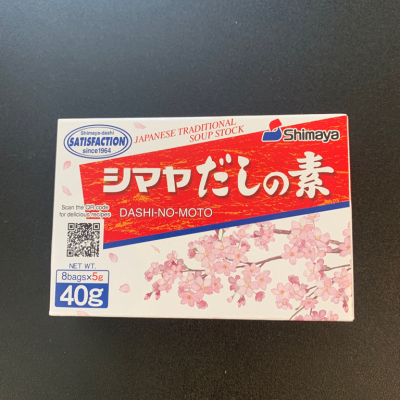 Shimaya-dashi
SATISFACTION
since1964
JAPANESE TRADITIONAL
SOUP STOCK
Shimaya
シマヤだしの素
Scan the QR code
for delicious recipes
DASHI-NO-MOTO
NET WT.
8bags×5g
40g